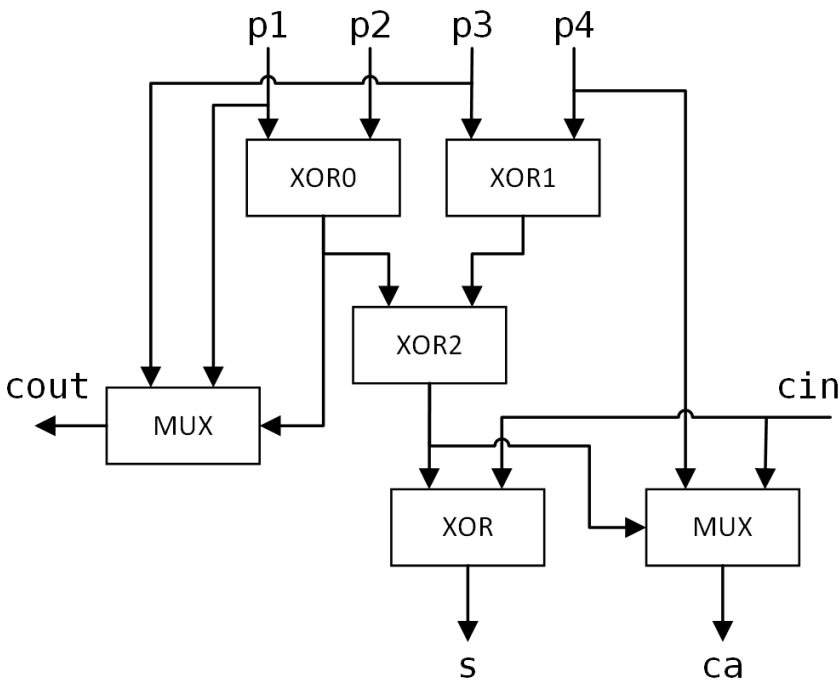 p1 p2 p3 p4
XOR0 XOR1
XOR2
cout cin
MUX
XOR MUX
s ca